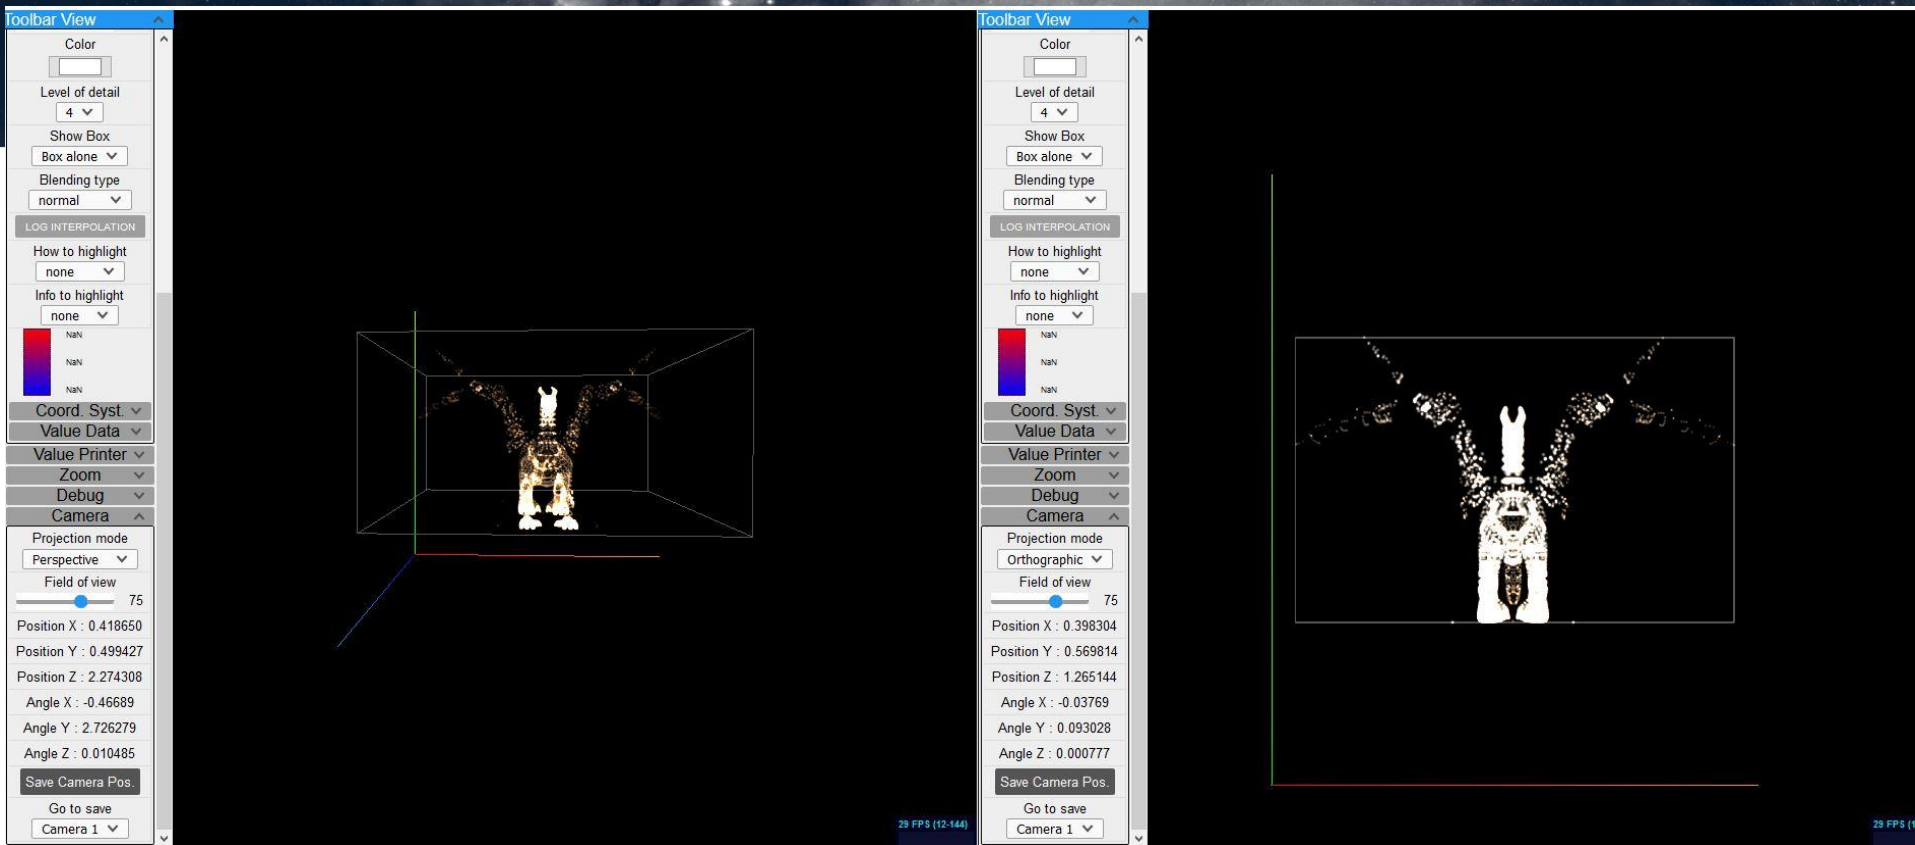 Toolbar View
Color
Level of detail
4
Show Box
Box alone
Blending type
normal
LOG INTERPOLATION
How to highlight
none
Info to highlight
none
NaN
NaN
NaN
Coord. Syst.
Value Data
Value Printer
Zoom
Debug
Camera
Projection mode
Perspective
Field of view
75
Position X : 0.418650
Position Y : 0.499427
Position Z : 2.274308
Angle X : -0.46689
Angle Y : 2.726279
Angle Z : 0.010485
Save Camera Pos.
Go to save
Camera 1
29 FPS (12-144)
Toolbar View
Color
Level of detail
4
Show Box
Box alone
Blending type
normal
LOG INTERPOLATION
How to highlight
none
Info to highlight
none
NaN
NaN
NaN
Coord. Syst.
Value Data
Value Printer
Zoom
Debug
Camera
Projection mode
Orthographic
Field of view
75
Position X : 0.398304
Position Y : 0.569814
Position Z : 1.265144
Angle X : -0.03769
Angle Y : 0.093028
Angle Z : 0.000777
Save Camera Pos.
Go to save
Camera 1
29 FPS (1